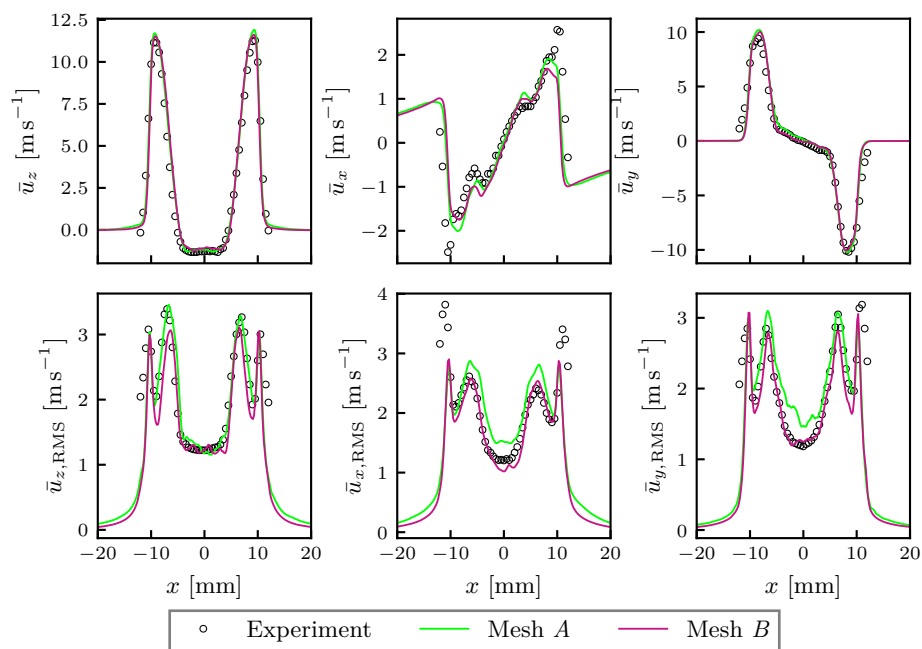 12.5
10.0
7.5
5.0
2.5
0.0
ū_z [m s⁻¹]
2
1
0
−1
−2
ū_x [m s⁻¹]
10
5
0
−5
−10
ū_y [m s⁻¹]
3
2
1
0
ū_z,RMS [m s⁻¹]
−20 −10 0 10 20
x [mm]
4
3
2
1
0
ū_x,RMS [m s⁻¹]
−20 −10 0 10 20
x [mm]
3
2
1
0
ū_y,RMS [m s⁻¹]
−20 −10 0 10 20
x [mm]
Experiment Mesh A Mesh B